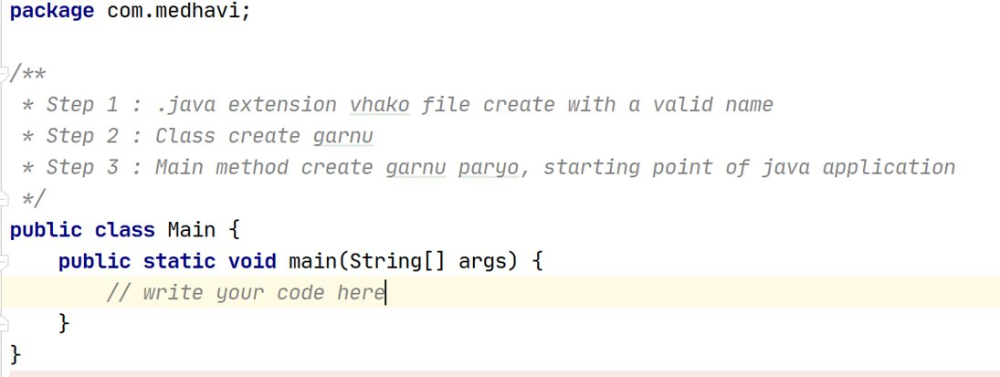 package com.medhavi;
/**
* Step 1 : .java extension vhako file create with a valid name
* Step 2 : Class create garnu
* Step 3 : Main method create garnu paryo, starting point of java application
*/
public class Main {
public static void main(String[] args) {
// write your code here
}
}